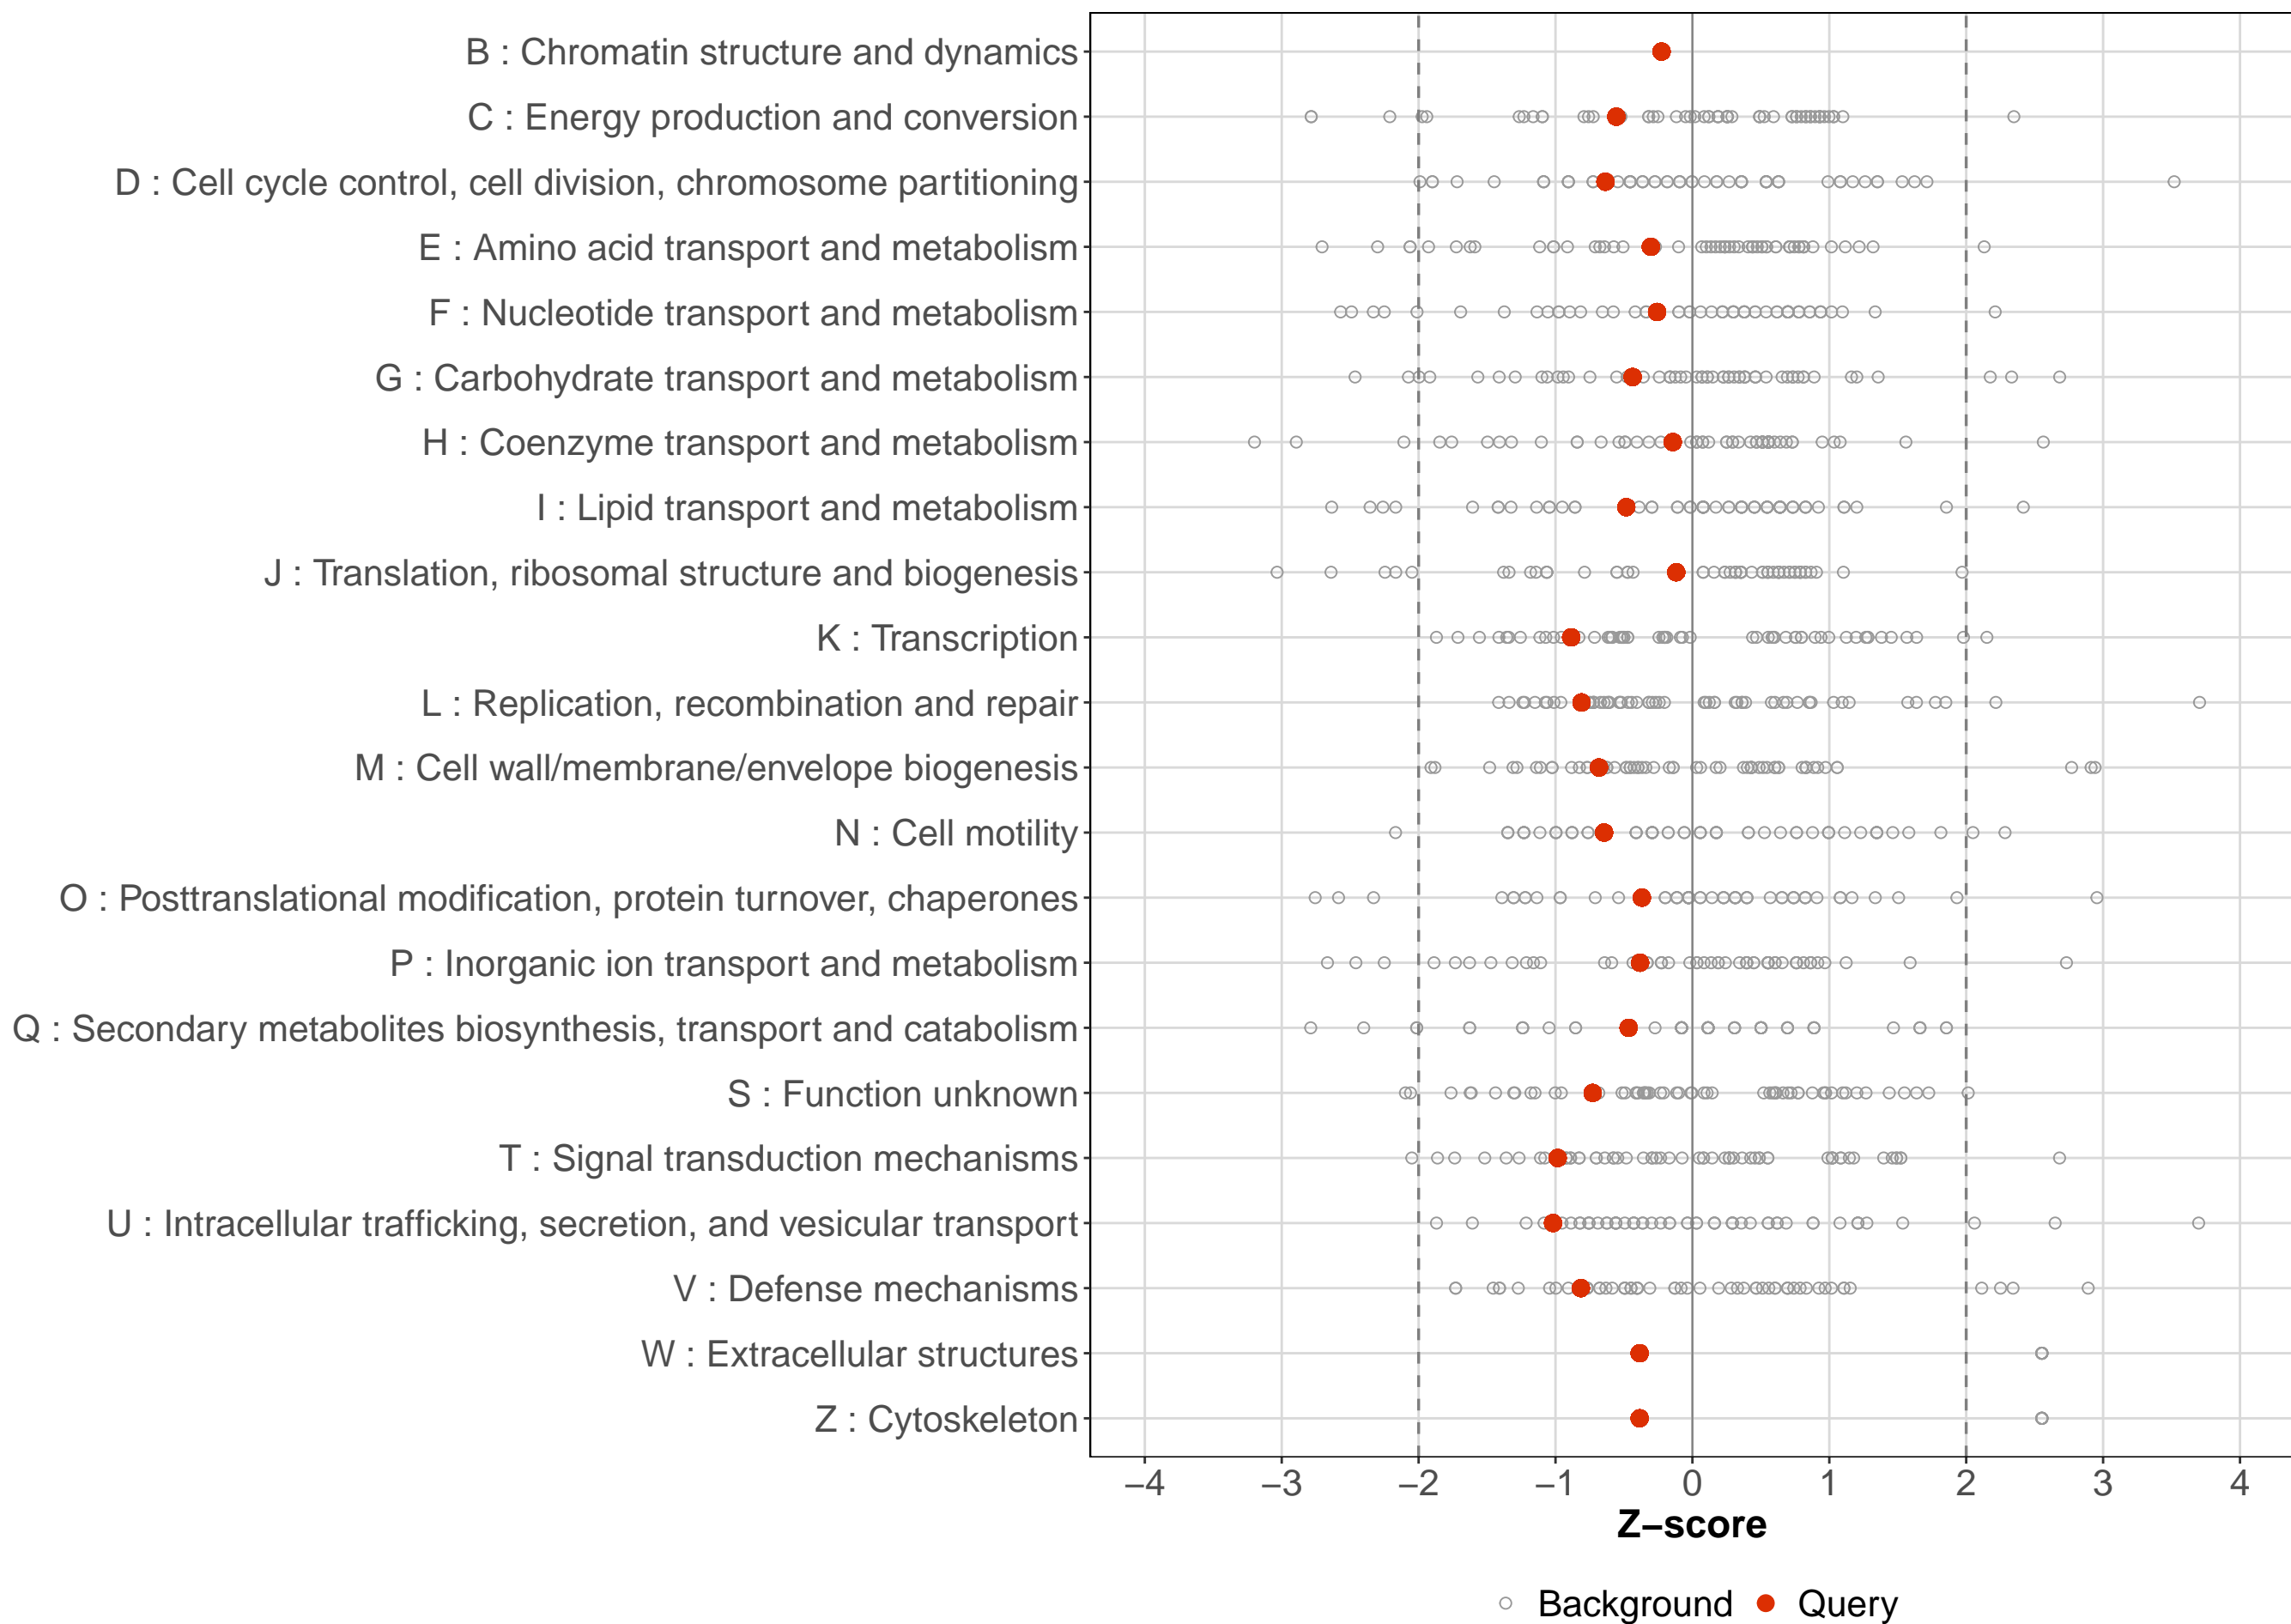 B : Chromatin structure and dynamics
C : Energy production and conversion
D : Cell cycle control, cell division, chromosome partitioning
E : Amino acid transport and metabolism
F : Nucleotide transport and metabolism
G : Carbohydrate transport and metabolism
H : Coenzyme transport and metabolism
I : Lipid transport and metabolism
J : Translation, ribosomal structure and biogenesis
K : Transcription
L : Replication, recombination and repair
M : Cell wall/membrane/envelope biogenesis
N : Cell motility
O : Posttranslational modification, protein turnover, chaperones
P : Inorganic ion transport and metabolism
Q : Secondary metabolites biosynthesis, transport and catabolism
S : Function unknown
T : Signal transduction mechanisms
U : Intracellular trafficking, secretion, and vesicular transport
V : Defense mechanisms
W : Extracellular structures
Z : Cytoskeleton
−4 −3 −2 −1 0 1 2 3 4
Z−score
Background Query